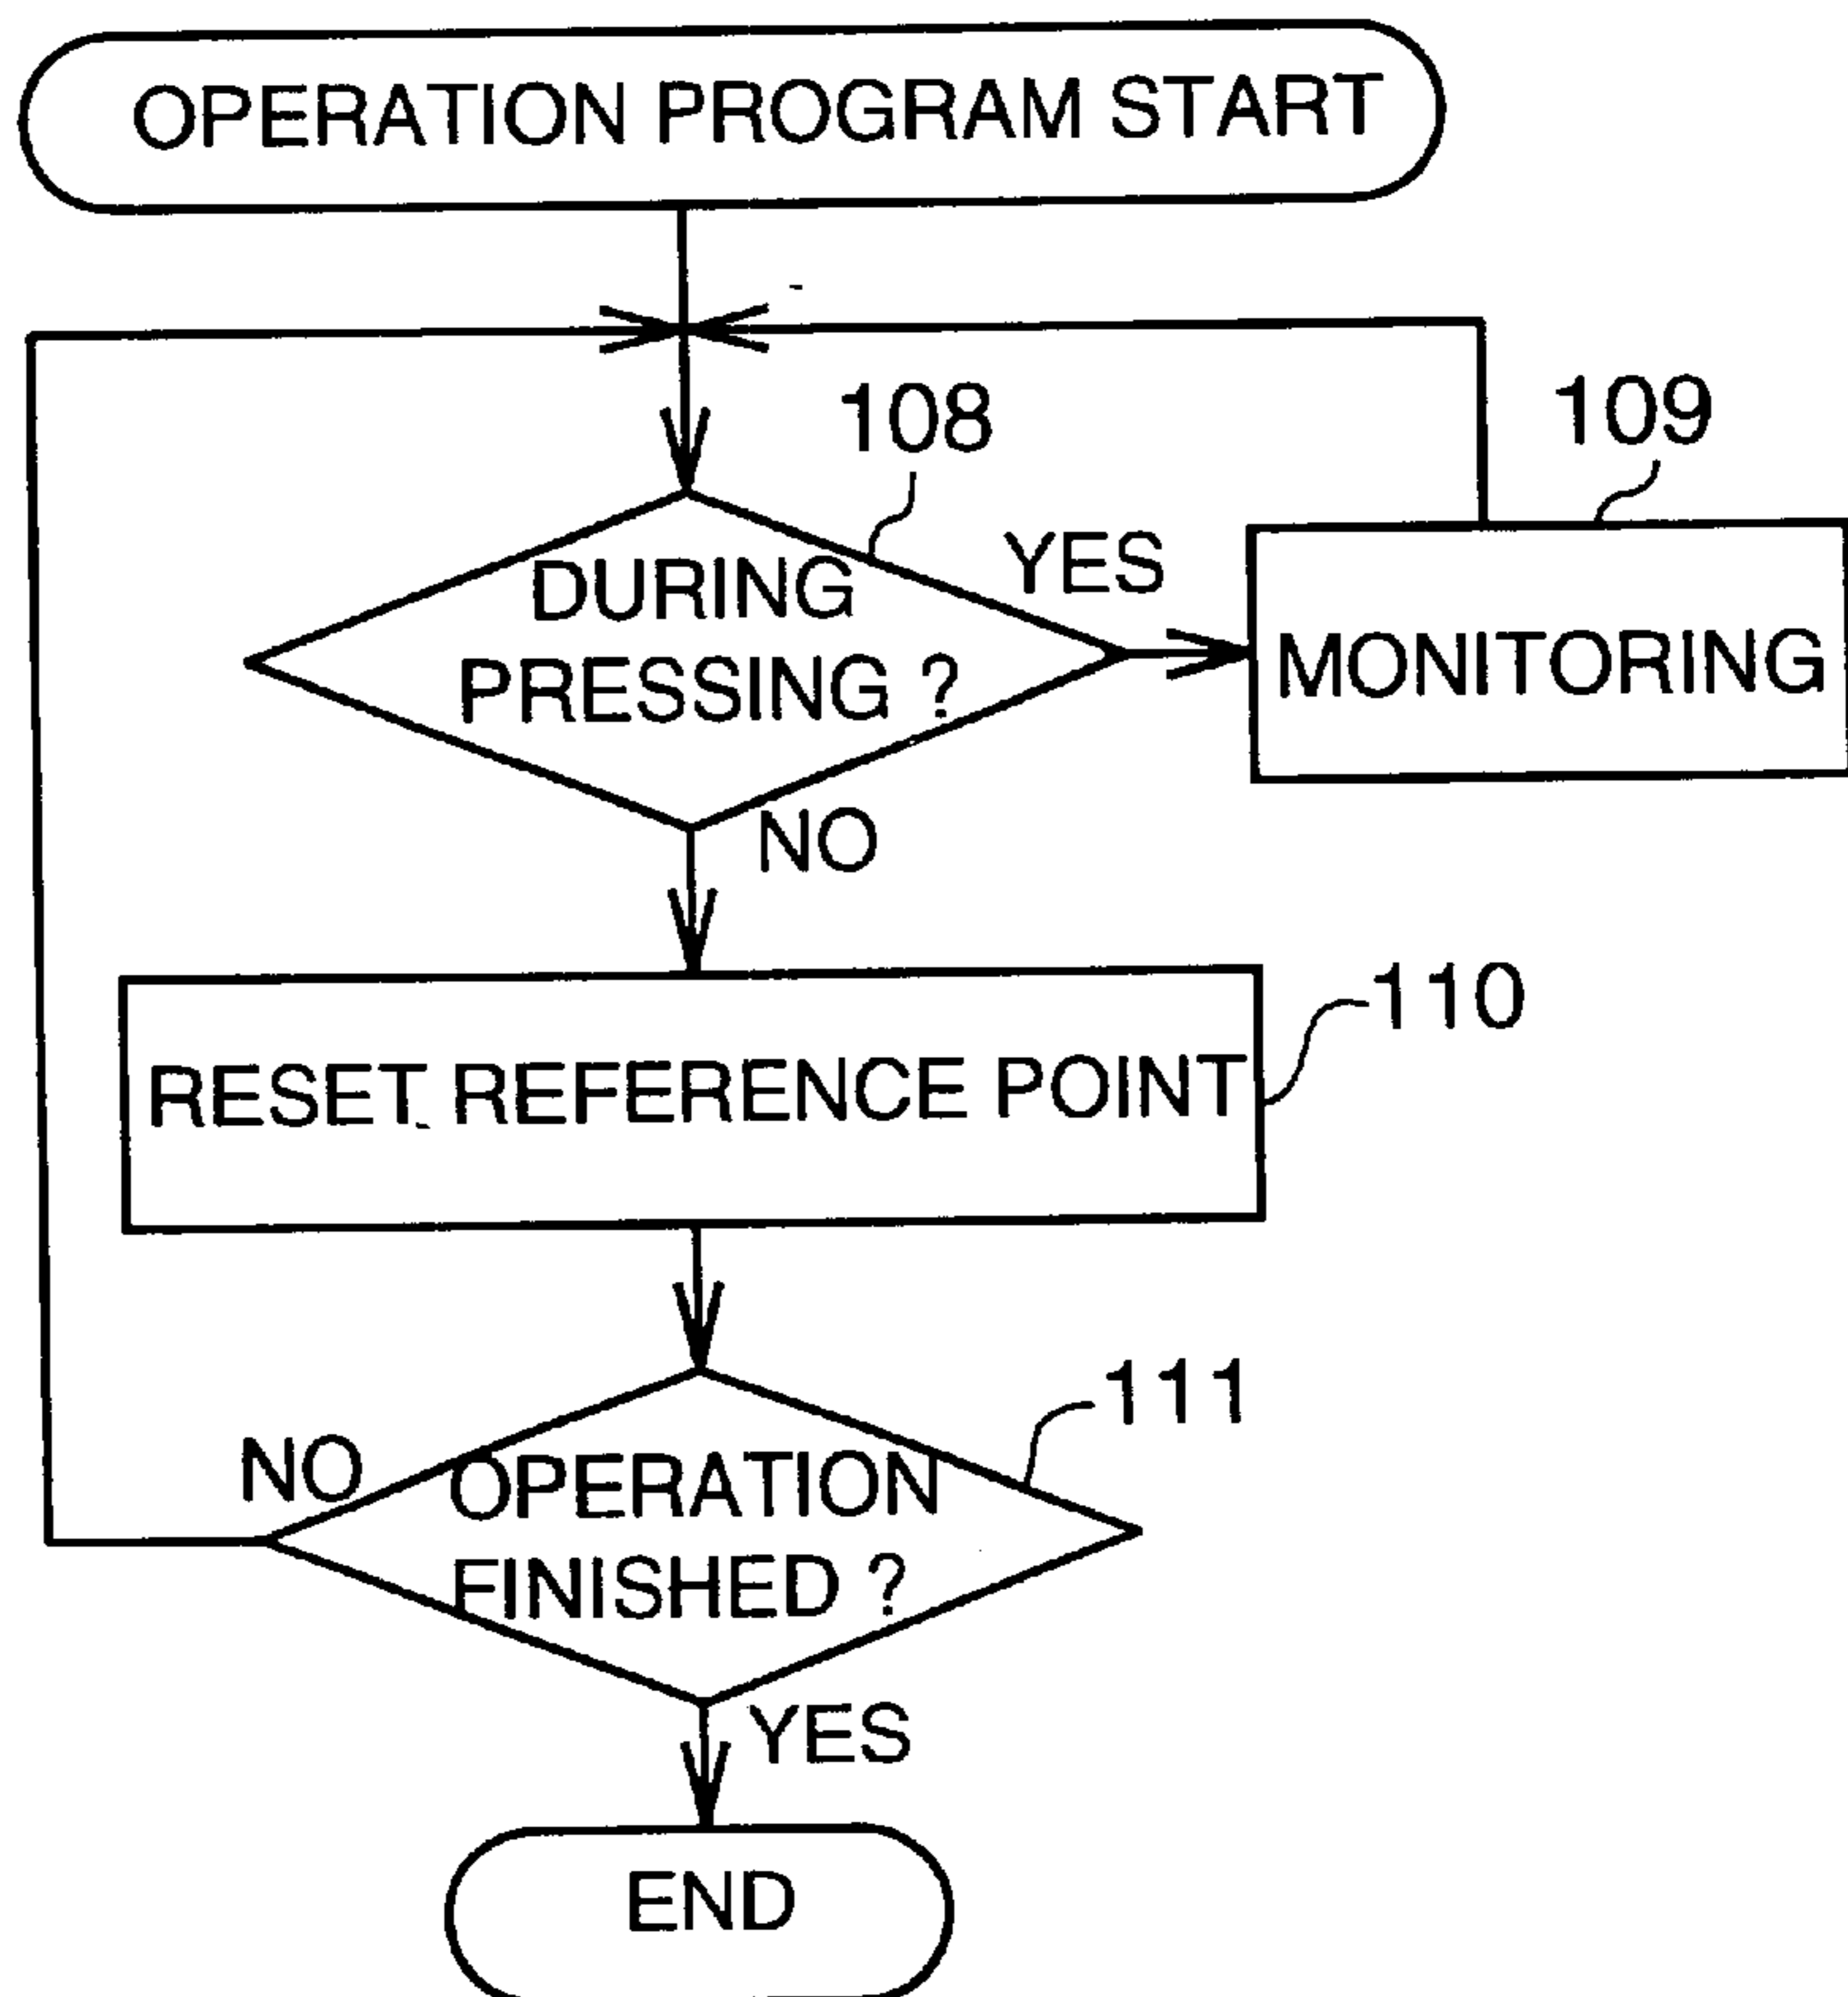 OPERATION PROGRAM START
108
109
DURING
PRESSING ?
YES
MONITORING
NO
110
RESET REFERENCE POINT
111
NO
OPERATION
FINISHED ?
YES
END